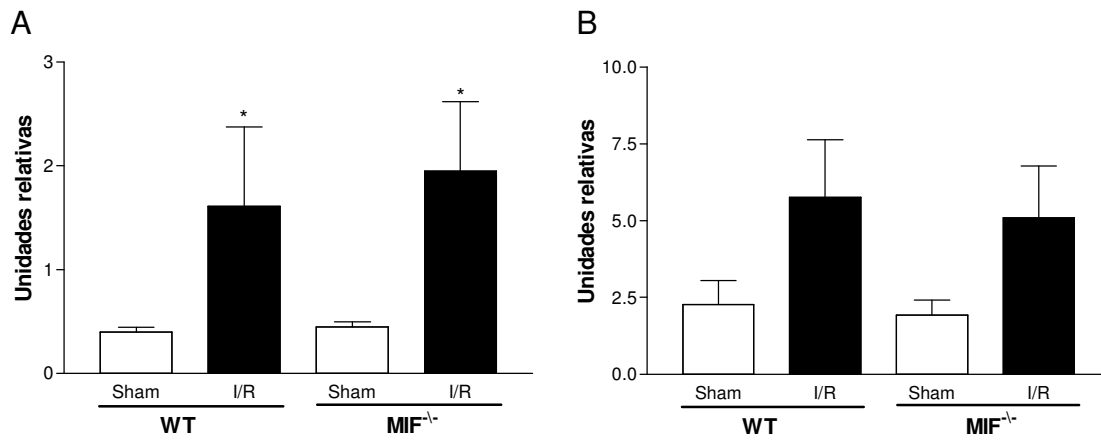 A
Unidades relativas
3
2
1
0
*
*
Sham I/R Sham I/R
WT MIF-/-
B
Unidades relativas
10.0
7.5
5.0
2.5
0.0
Sham I/R Sham I/R
WT MIF-/-